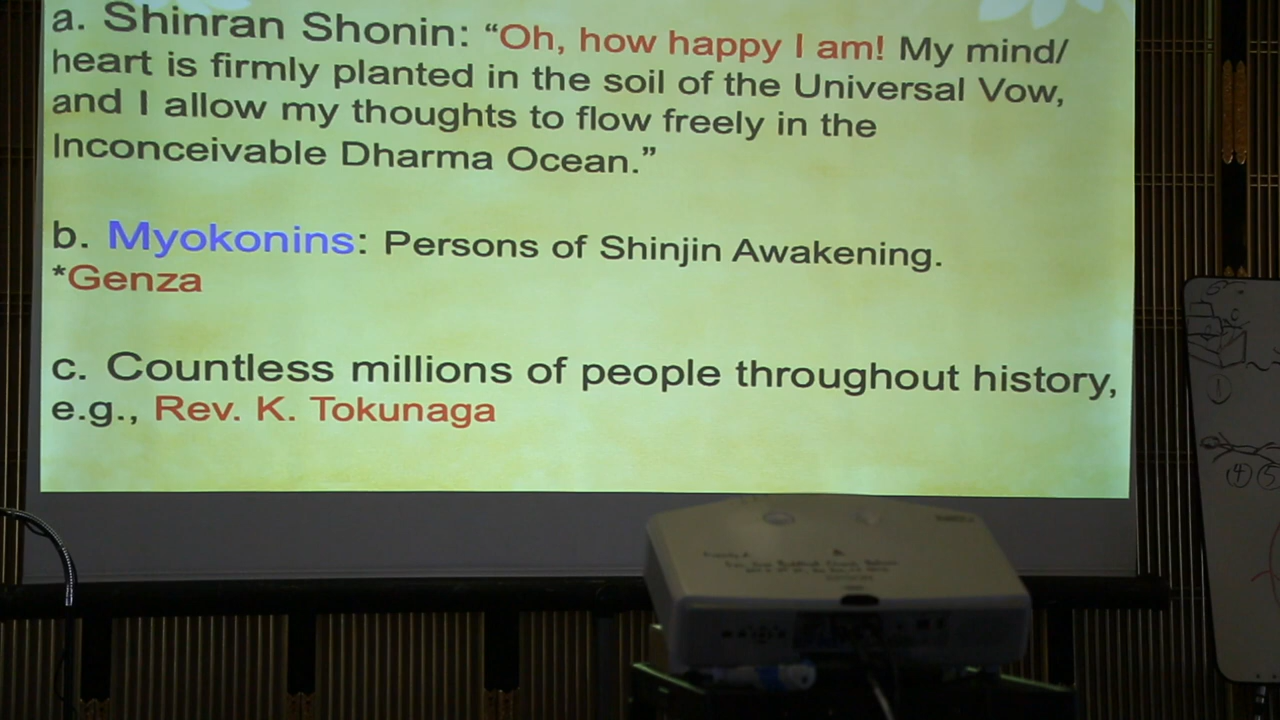 a. Shinran Shonin: “Oh, how happy I am! My mind/
heart is firmly planted in the soil of the Universal Vow,
and I allow my thoughts to flow freely in the
Inconceivable Dharma Ocean.”
b. Myokonins: Persons of Shinjin Awakening.
*Genza
c. Countless millions of people throughout history,
e.g., Rev. K. Tokunaga
①
④⑤